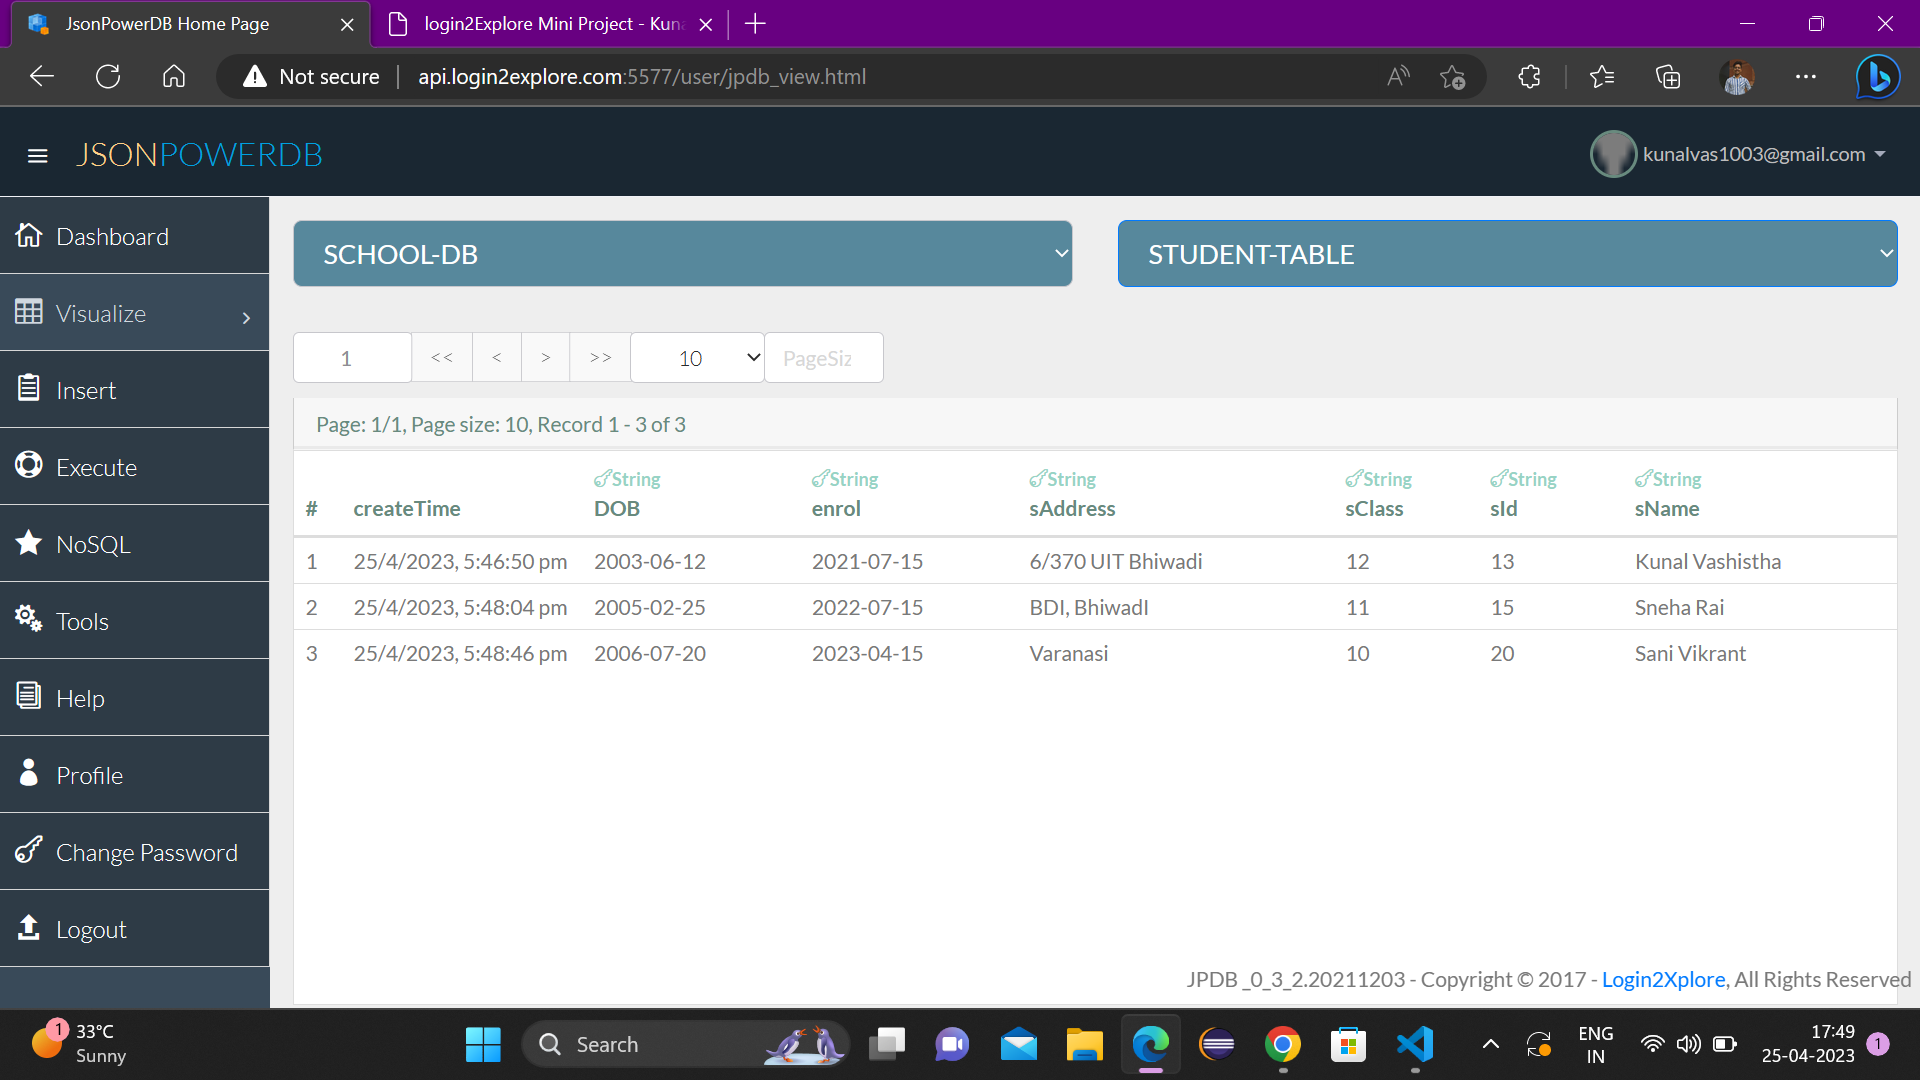 JsonPowerDB Home Page
login2Explore Mini Project - Kuna
Not secure
api.login2explore.com:5577/user/jpdb_view.html
JSONPOWERDB
kunalvas1003@gmail.com
Dashboard
Visualize
Insert
Execute
NoSQL
Tools
Help
Profile
Change Password
Logout
SCHOOL-DB
STUDENT-TABLE
1 << < > >> 10 PageSiz
Page: 1/1, Page size: 10, Record 1 - 3 of 3
String String String String String String
# createTime DOB enrol sAddress sClass sId sName
1 25/4/2023, 5:46:50 pm 2003-06-12 2021-07-15 6/370 UIT Bhiwadi 12 13 Kunal Vashistha
2 25/4/2023, 5:48:04 pm 2005-02-25 2022-07-15 BDI, BhiwadI 11 15 Sneha Rai
3 25/4/2023, 5:48:46 pm 2006-07-20 2023-04-15 Varanasi 10 20 Sani Vikrant
JPDB_0_3_2.20211203 - Copyright © 2017 - Login2Xplore, All Rights Reserved
1
33°C
Sunny
Search
ENG
IN
17:49
25-04-2023
1